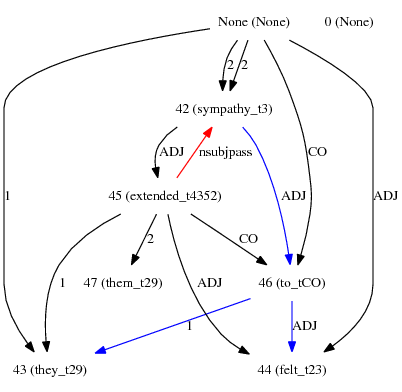 None (None) 0 (None)
2 2
42 (sympathy_t3)
ADJ nsubjpass CO
1 45 (extended_t4352) ADJ ADJ
2 CO
1 47 (them_t29) ADJ 46 (to_tCO)
1 ADJ
43 (they_t29) 44 (felt_t23)